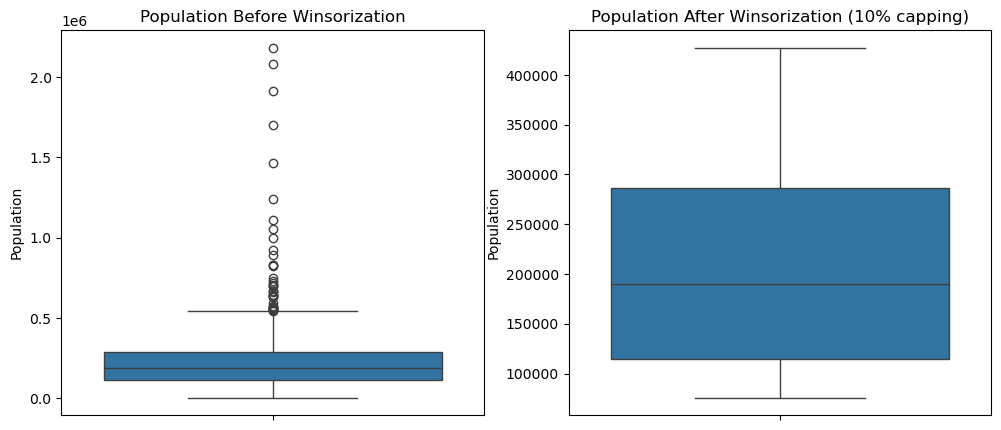 Population Before Winsorization
1e6
Population
2.0
1.5
1.0
0.5
0.0
Population After Winsorization (10% capping)
Population
400000
350000
300000
250000
200000
150000
100000